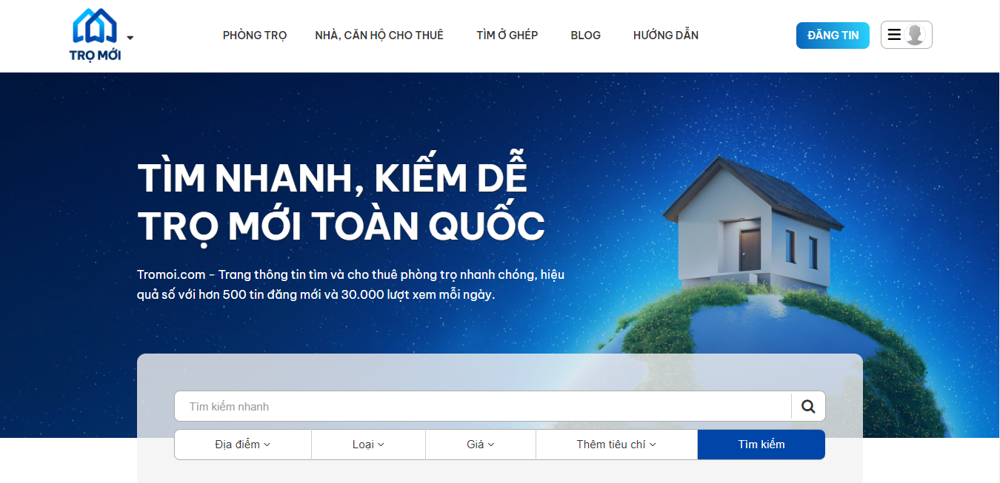 TRỌ MỚI
PHÒNG TRỌ
NHÀ, CĂN HỘ CHO THUÊ
TÌM Ở GHÉP
BLOG
HƯỚNG DẪN
ĐĂNG TIN
TÌM NHANH, KIẾM DỄ
TRỌ MỚI TOÀN QUỐC
Tromoi.com - Trang thông tin tìm và cho thuê phòng trọ nhanh chóng, hiệu
quả số với hơn 500 tin đăng mới và 30.000 lượt xem mỗi ngày.
Tìm kiếm nhanh
Địa điểm
Loại
Giá
Thêm tiêu chí
Tìm kiếm